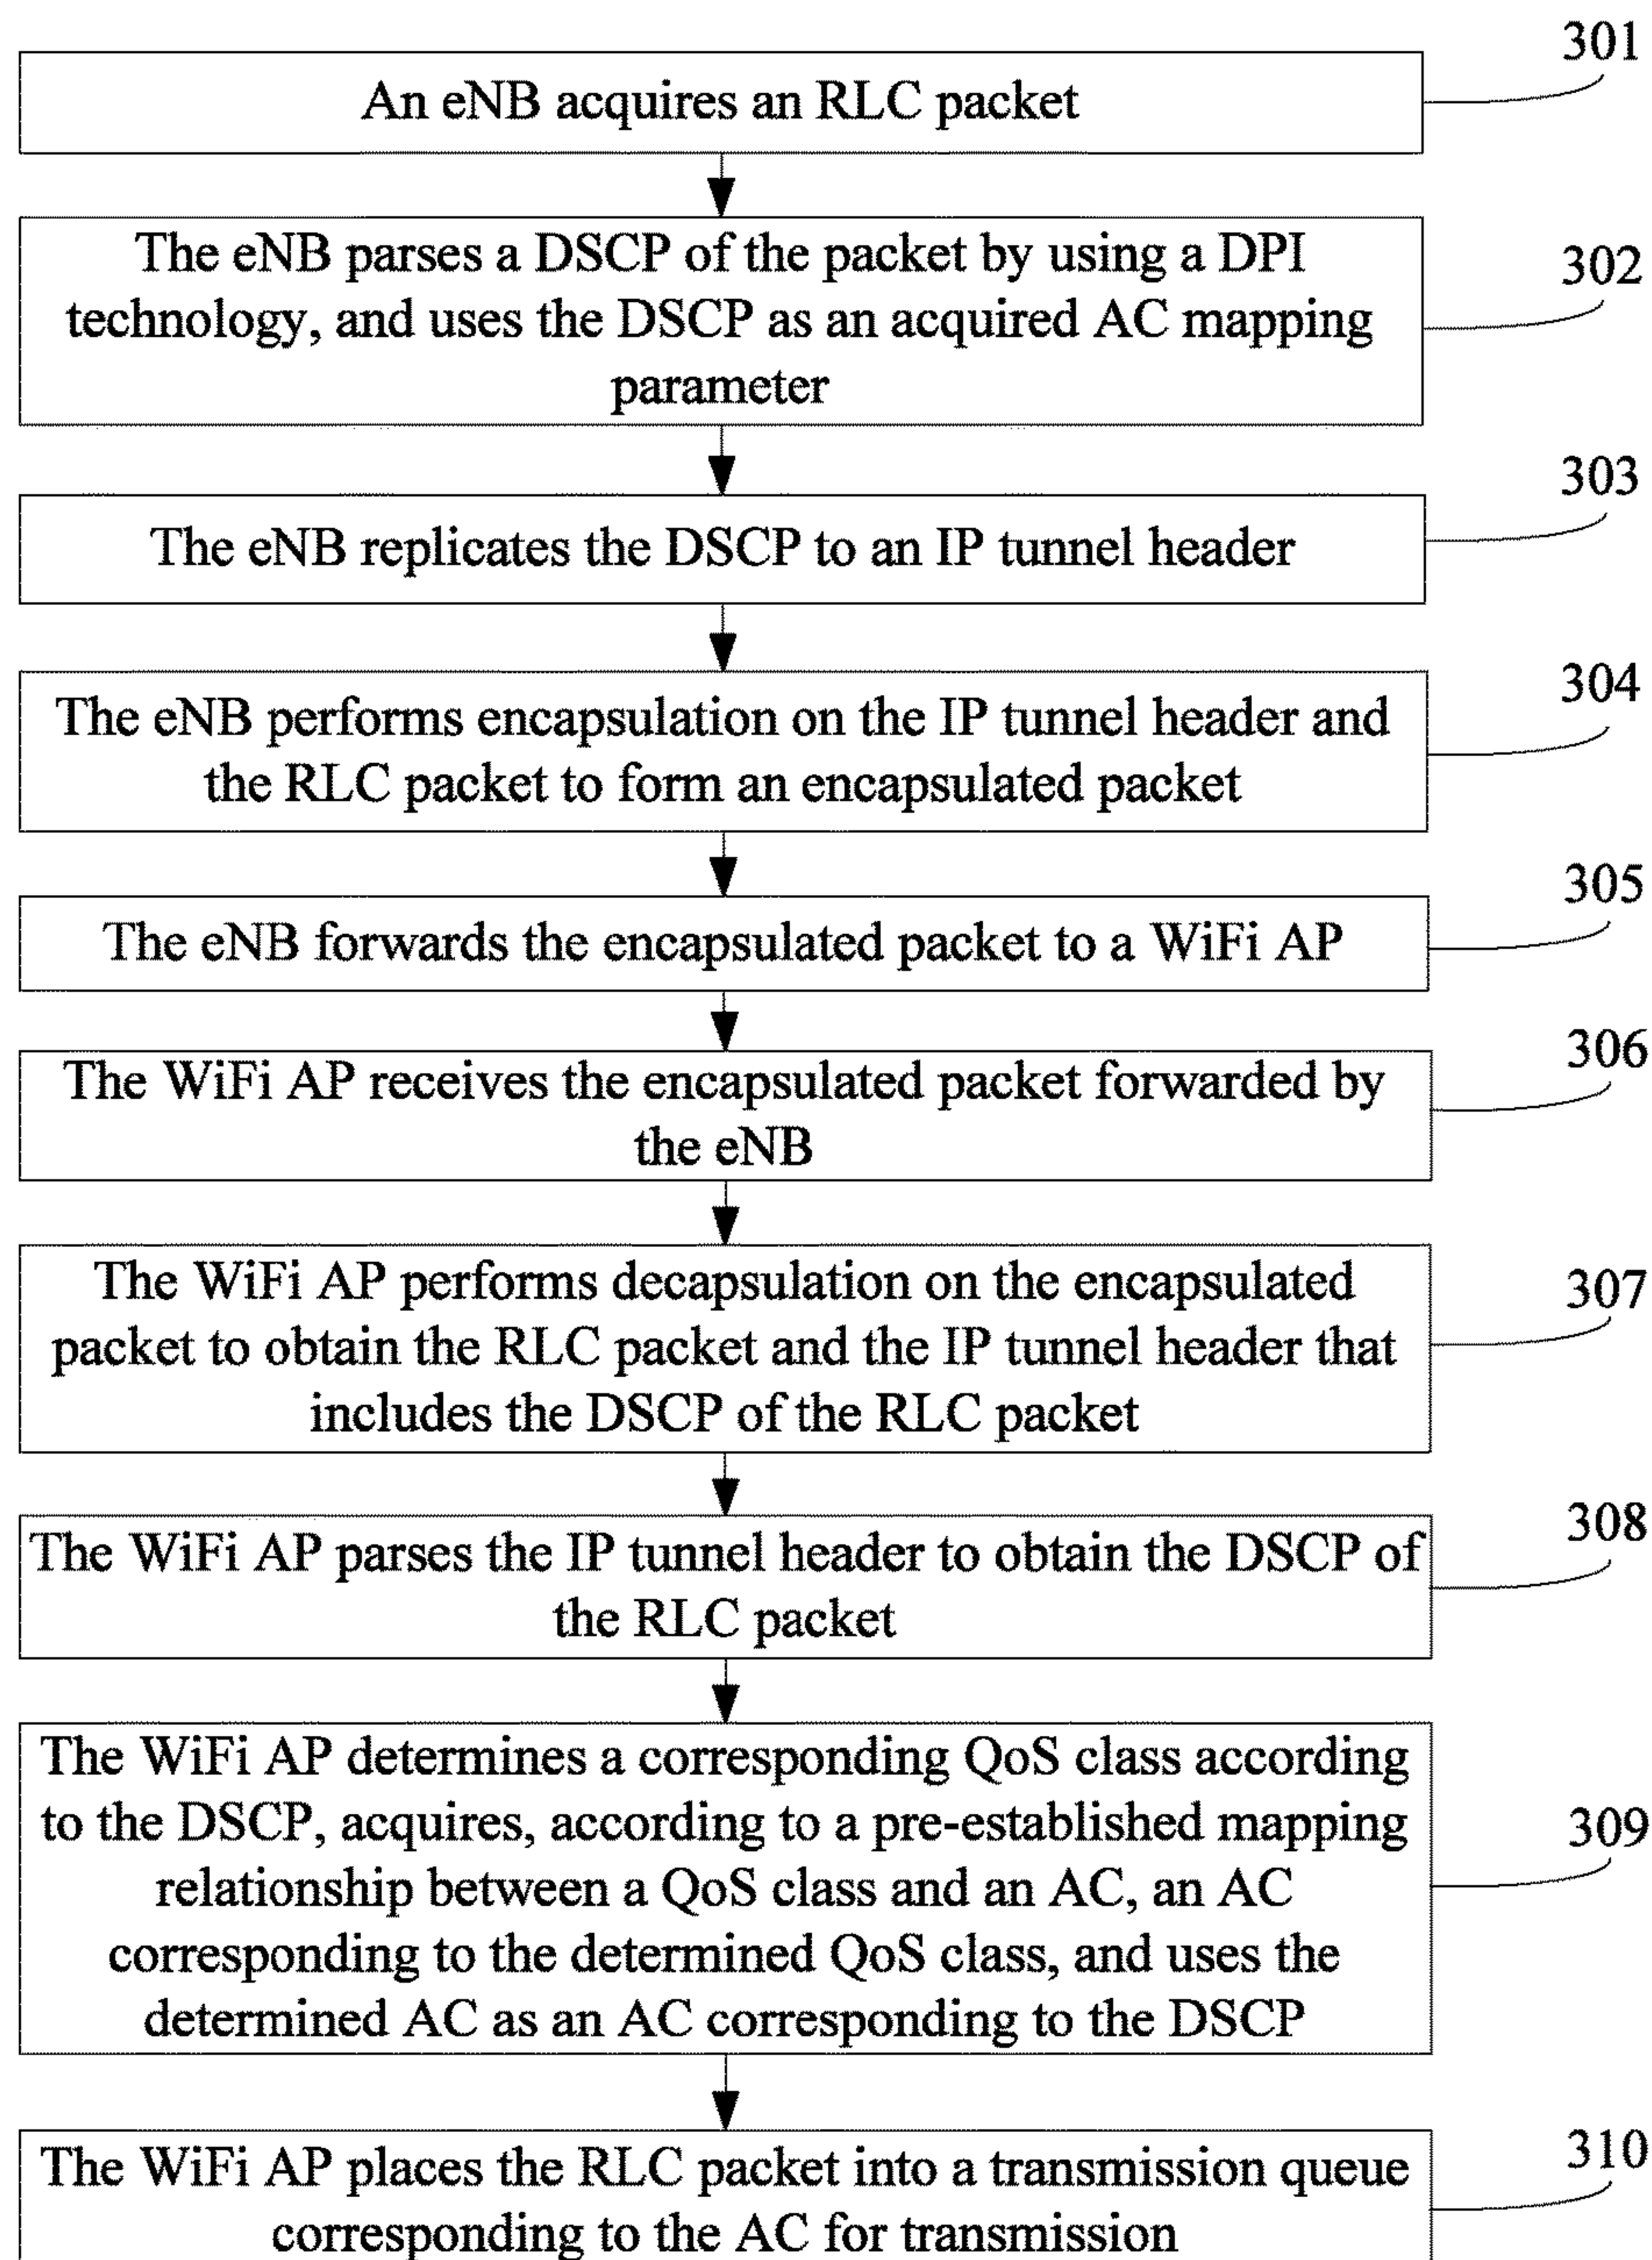 301
An eNB acquires an RLC packet
302
The eNB parses a DSCP of the packet by using a DPI
technology, and uses the DSCP as an acquired AC mapping
parameter
303
The eNB replicates the DSCP to an IP tunnel header
304
The eNB performs encapsulation on the IP tunnel header and
the RLC packet to form an encapsulated packet
305
The eNB forwards the encapsulated packet to a WiFi AP
306
The WiFi AP receives the encapsulated packet forwarded by
the eNB
307
The WiFi AP performs decapsulation on the encapsulated
packet to obtain the RLC packet and the IP tunnel header that
includes the DSCP of the RLC packet
308
The WiFi AP parses the IP tunnel header to obtain the DSCP of
the RLC packet
309
The WiFi AP determines a corresponding QoS class according
to the DSCP, acquires, according to a pre-established mapping
relationship between a QoS class and an AC, an AC
corresponding to the determined QoS class, and uses the
determined AC as an AC corresponding to the DSCP
310
The WiFi AP places the RLC packet into a transmission queue
corresponding to the AC for transmission